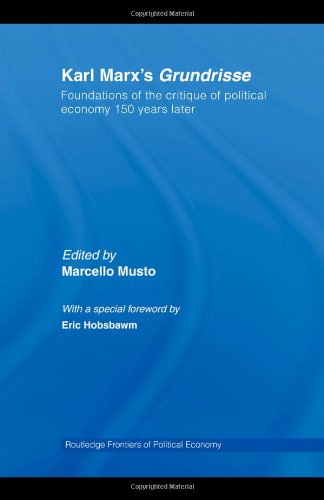 Copyrighted Material
Karl Marx's Grundrisse
Foundations of the critique of political
economy 150 years later
Edited by
Marcello Musto
With a special foreword by
Eric Hobsbawm
Routledge Frontiers of Political Economy
Copyrighted Material